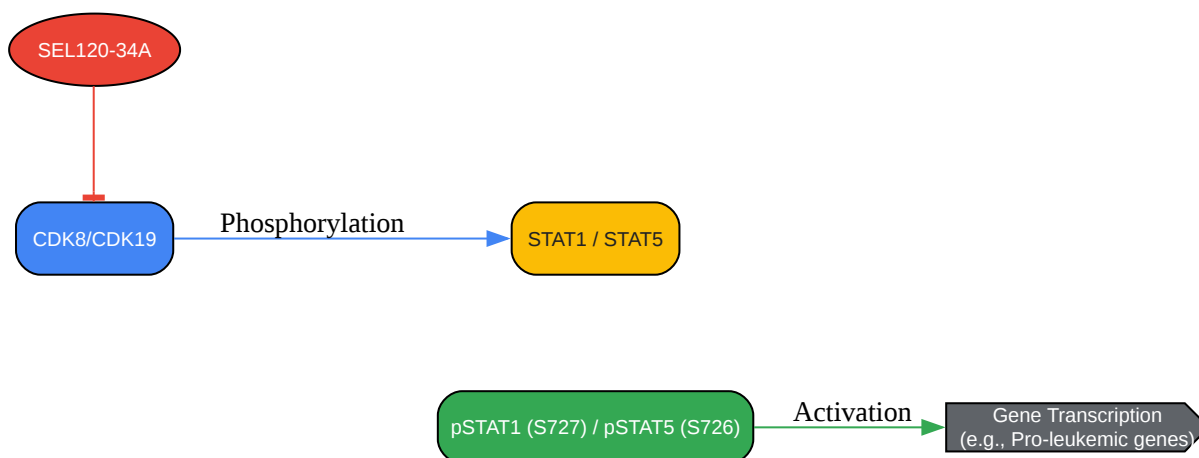 SEL120-34A
CDK8/CDK19
Phosphorylation
STAT1 / STAT5
pSTAT1 (S727) / pSTAT5 (S726)
Activation
Gene Transcription
(e.g., Pro-leukemic genes)